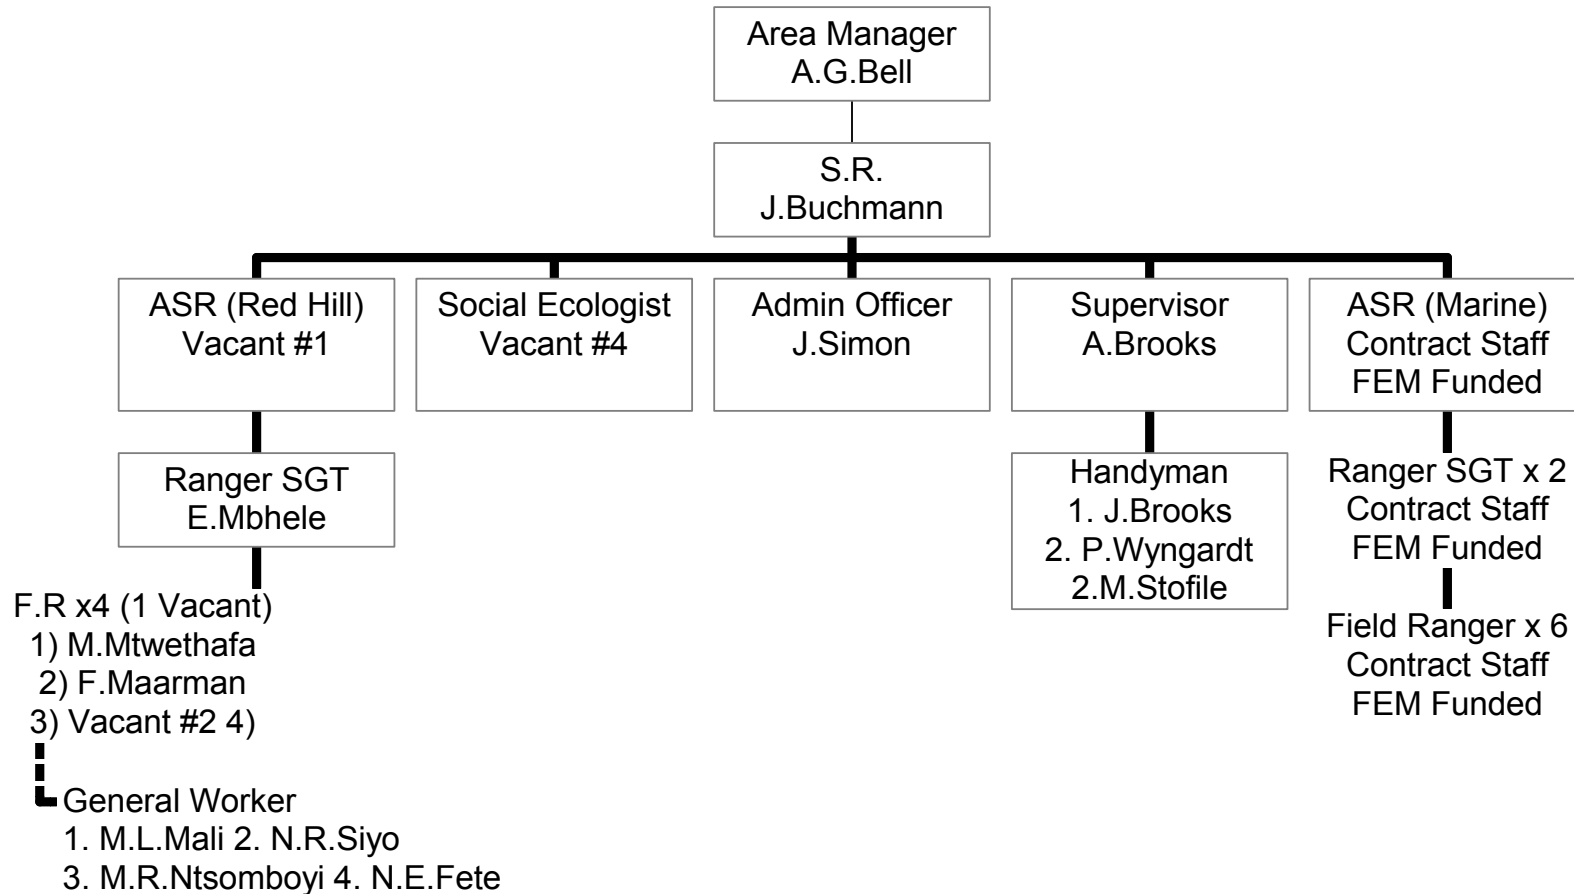 Area Manager
A.G.Bell
S.R.
J.Buchmann
ASR (Red Hill)
Vacant #1
Social Ecologist
Vacant #4
Admin Officer
J.Simon
Supervisor
A.Brooks
ASR (Marine)
Contract Staff
FEM Funded
Ranger SGT
E.Mbhele
Handyman
1. J.Brooks
2. P.Wyngardt
2.M.Stofile
Ranger SGT x 2
Contract Staff
FEM Funded
F.R x4 (1 Vacant)
1) M.Mtwethafa
2) F.Maarman
3) Vacant #2 4)
Field Ranger x 6
Contract Staff
FEM Funded
General Worker
1. M.L.Mali 2. N.R.Siyo
3. M.R.Ntsomboyi 4. N.E.Fete